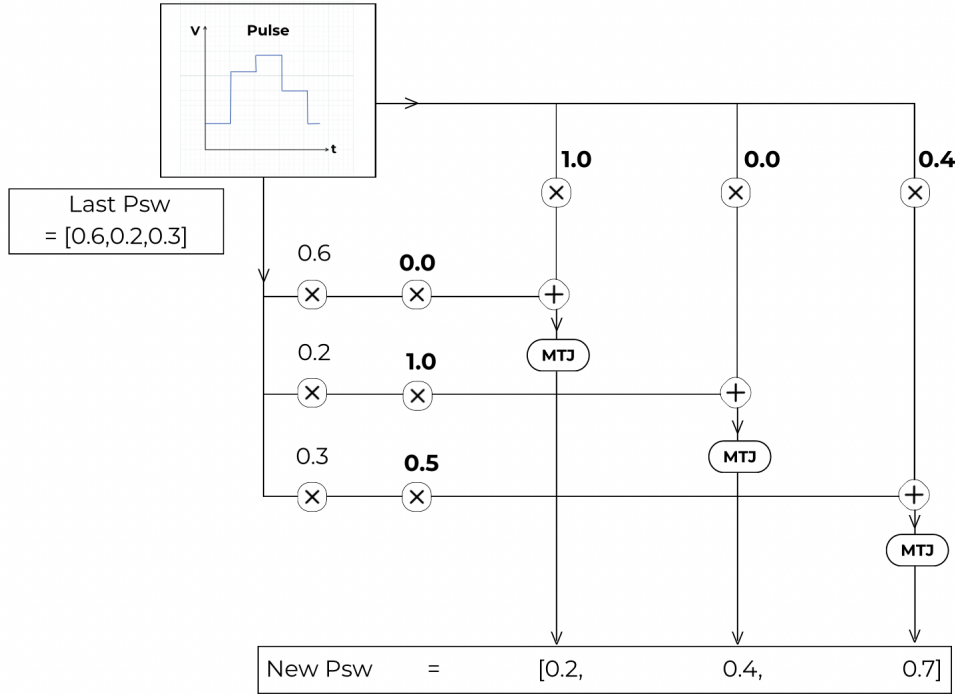 V
Pulse
t
1.0
0.0
0.4
Last Psw
= [0.6,0.2,0.3]
0.6
0.0
MTJ
0.2
1.0
MTJ
0.3
0.5
MTJ
New Psw = [0.2, 0.4, 0.7]